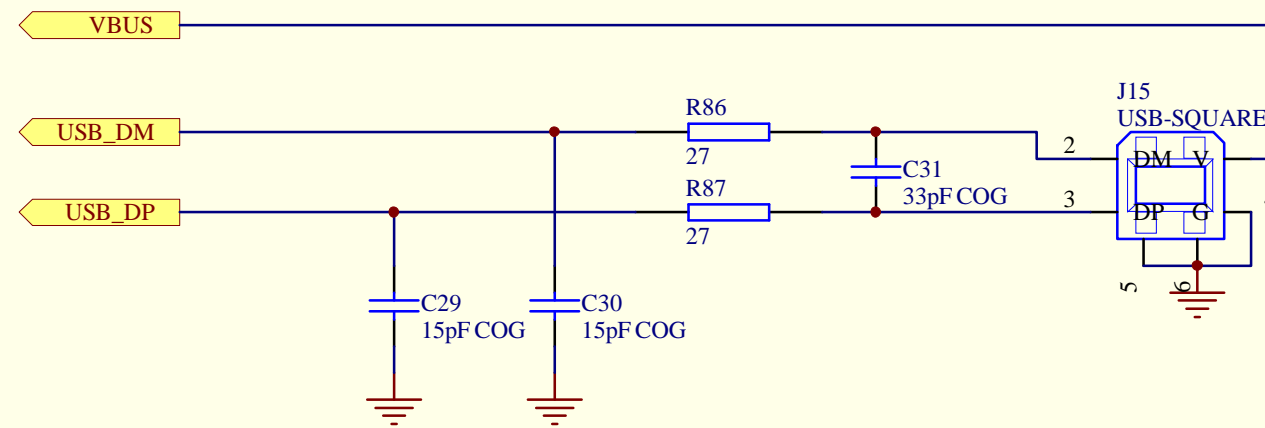 VBUS
J15
USB-SQUARE
USB_DM
R86
27
2
DM V
C31
33pF COG
USB_DP
R87
27
3
DP G
5
6
C29
15pF COG
C30
15pF COG